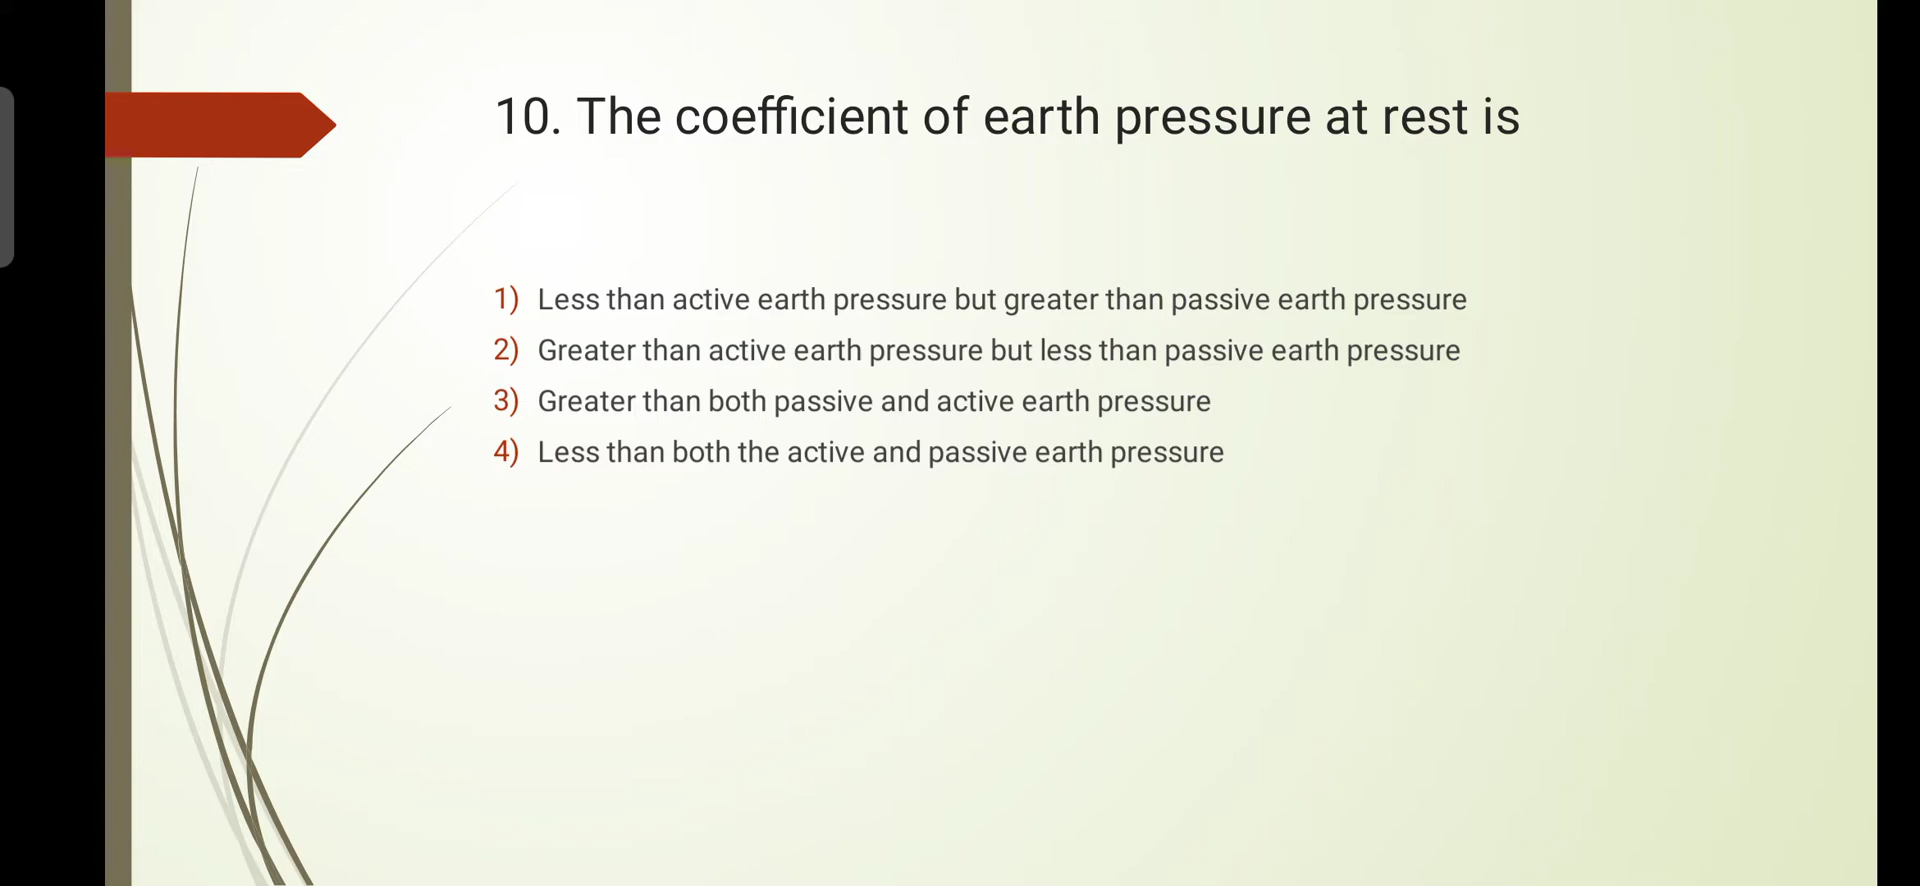 10. The coefficient of earth pressure at rest is
1) Less than active earth pressure but greater than passive earth pressure
2) Greater than active earth pressure but less than passive earth pressure
3) Greater than both passive and active earth pressure
4) Less than both the active and passive earth pressure